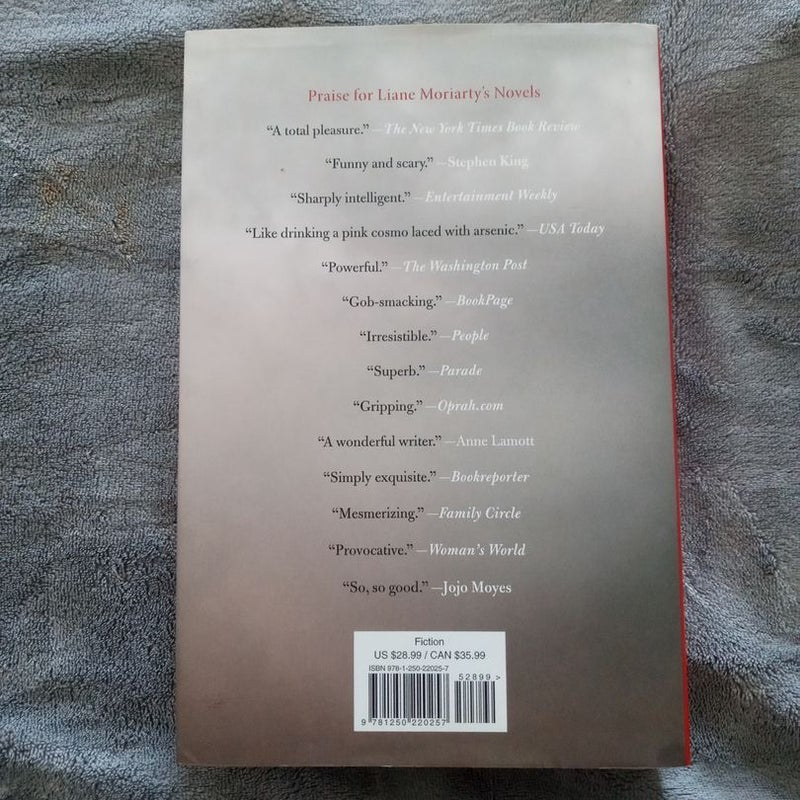 Praise for Liane Moriarty's Novels
“A total pleasure.” —The New York Times Book Review
“Funny and scary.” —Stephen King
“Sharply intelligent.” —Entertainment Weekly
“Like drinking a pink cosmo laced with arsenic.” —USA Today
“Powerful.” —The Washington Post
“Gob-smacking.” —BookPage
“Irresistible.” —People
“Superb.” —Parade
“Gripping.” —Oprah.com
“A wonderful writer.” —Anne Lamott
“Simply exquisite.” —Bookreporter
“Mesmerizing.” —Family Circle
“Provocative.” —Woman's World
“So, so good.” —Jojo Moyes
Fiction
US $28.99 / CAN $35.99
ISBN 978-1-250-22025-7
52899>
9 781250 220257